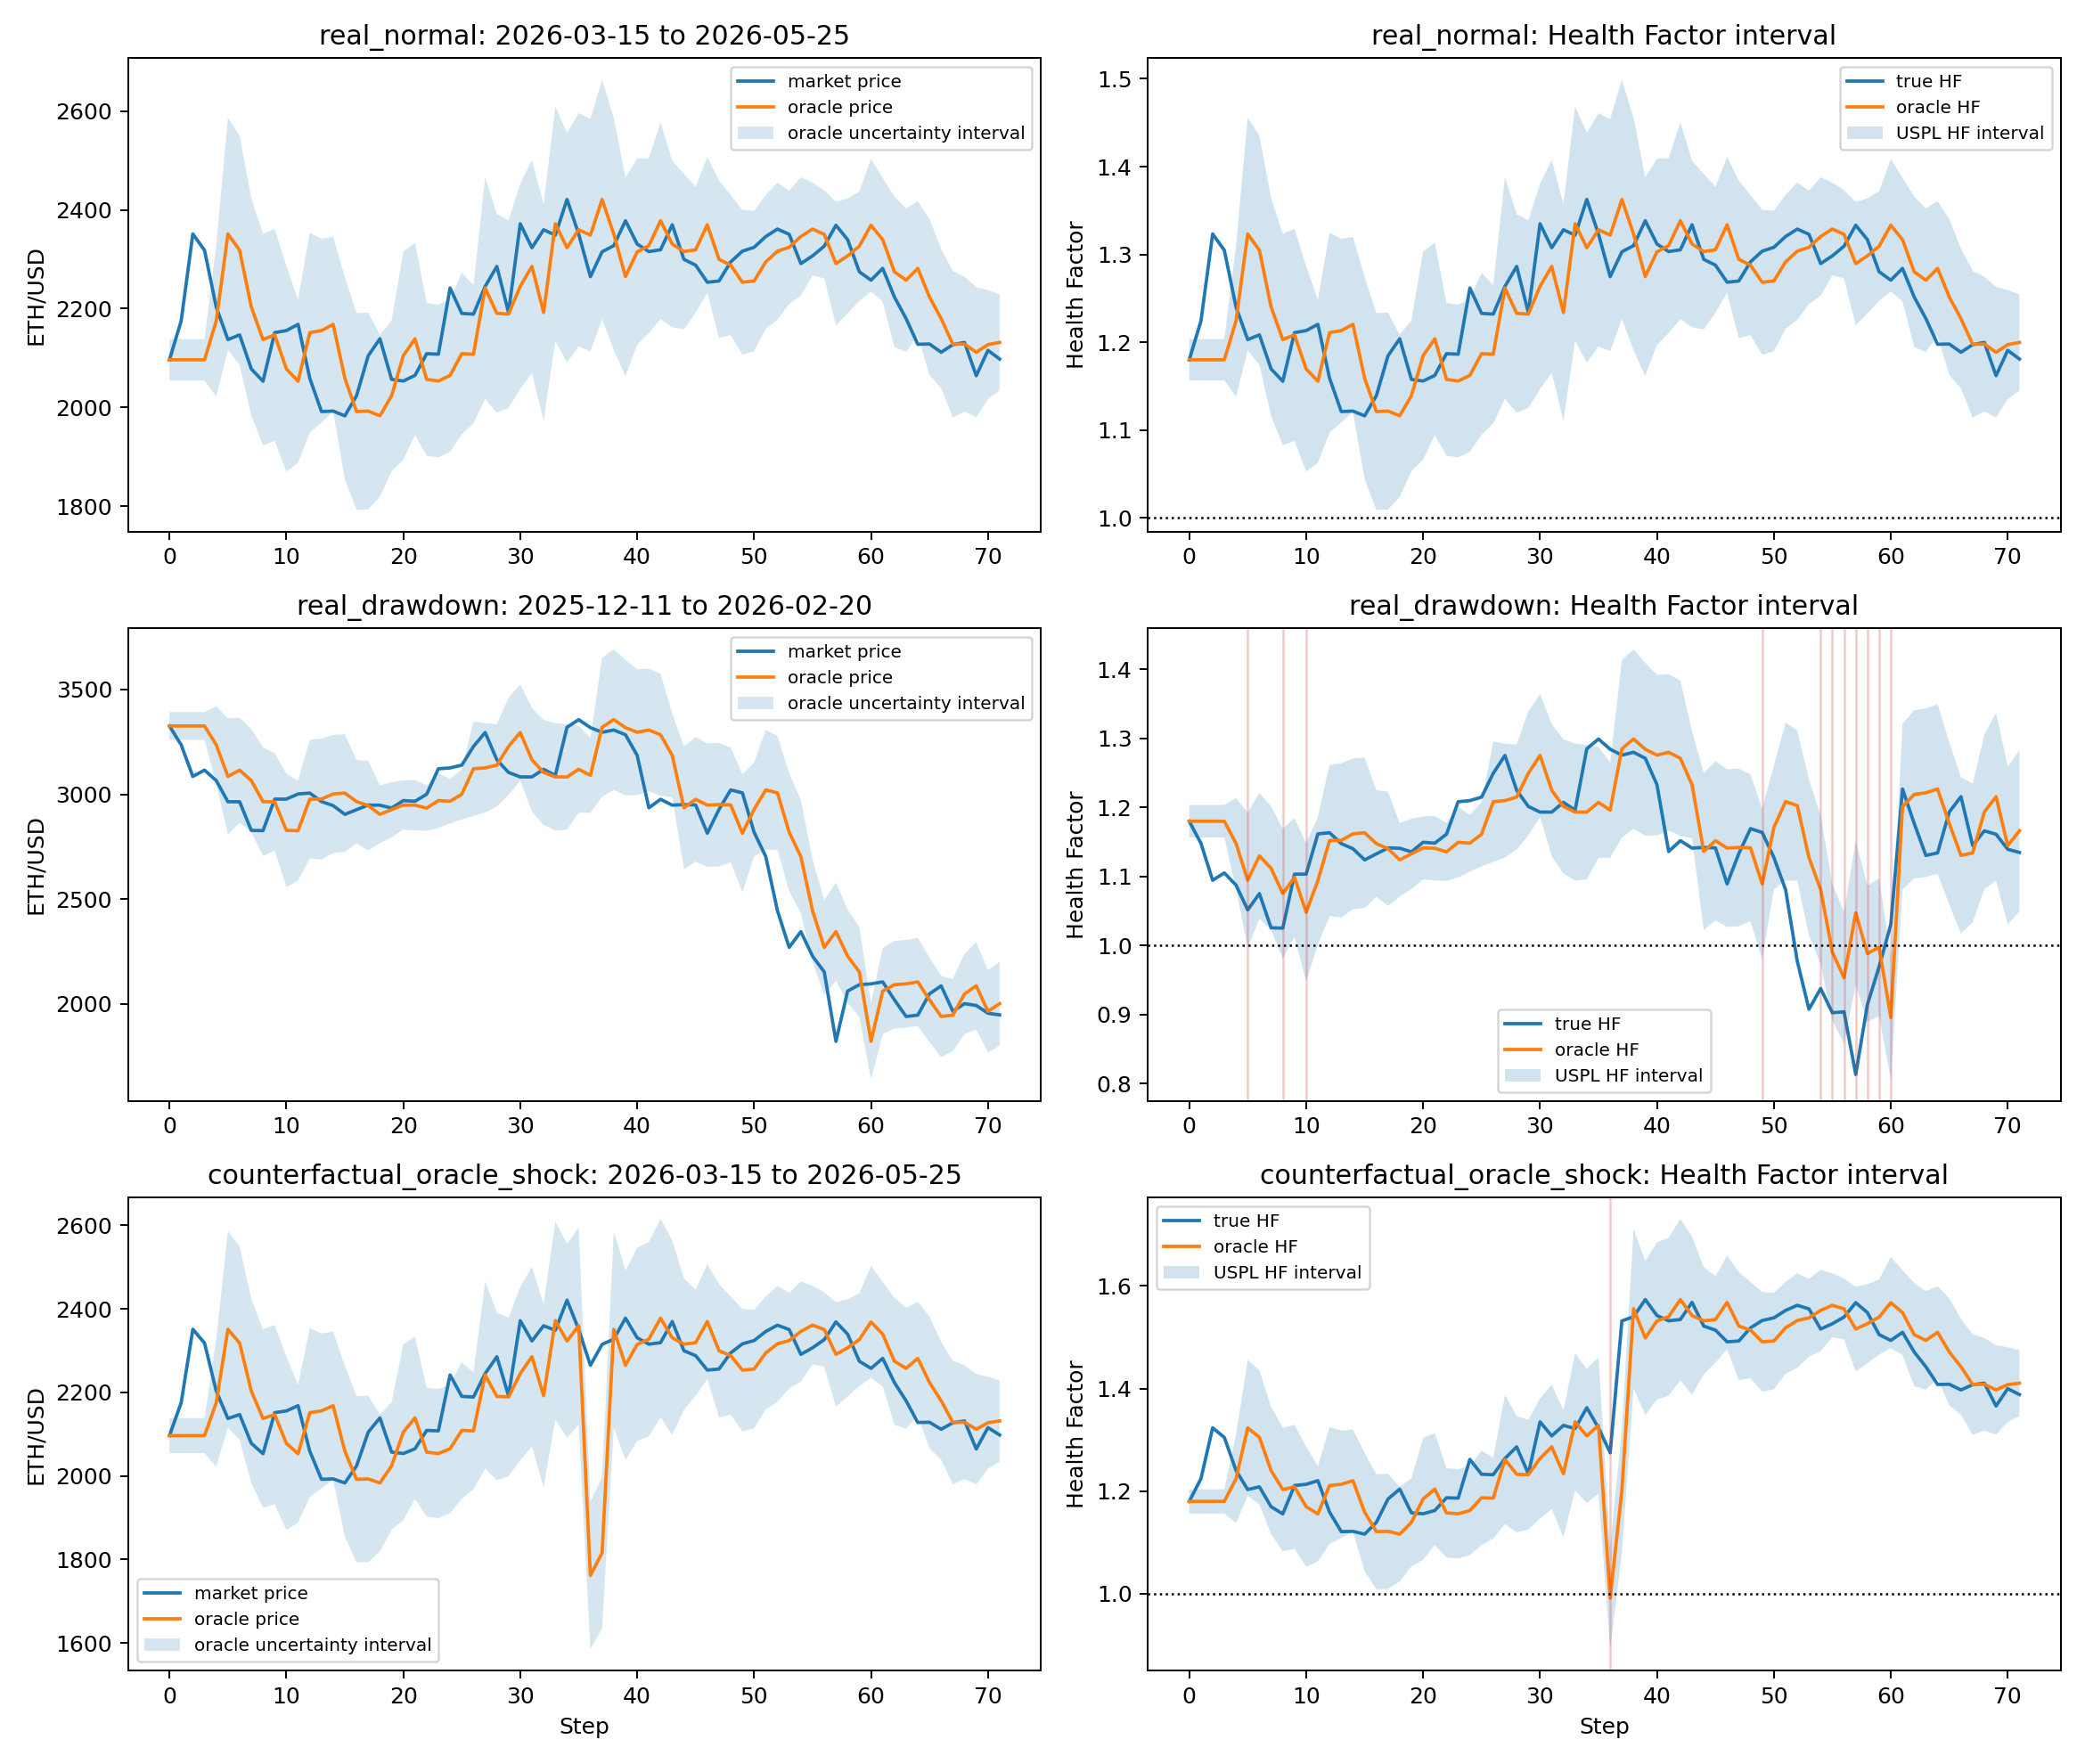 real_normal: 2026-03-15 to 2026-05-25
ETH/USD
2600
2400
2200
2000
1800
market price
oracle price
oracle uncertainty interval
0 10 20 30 40 50 60 70
real_normal: Health Factor interval
Health Factor
1.5
1.4
1.3
1.2
1.1
1.0
true HF
oracle HF
USPL HF interval
0 10 20 30 40 50 60 70
real_drawdown: 2025-12-11 to 2026-02-20
ETH/USD
3500
3000
2500
2000
market price
oracle price
oracle uncertainty interval
0 10 20 30 40 50 60 70
real_drawdown: Health Factor interval
Health Factor
1.4
1.3
1.2
1.1
1.0
0.9
0.8
true HF
oracle HF
USPL HF interval
0 10 20 30 40 50 60 70
counterfactual_oracle_shock: 2026-03-15 to 2026-05-25
ETH/USD
2600
2400
2200
2000
1800
1600
market price
oracle price
oracle uncertainty interval
0 10 20 30 40 50 60 70
Step
counterfactual_oracle_shock: Health Factor interval
Health Factor
1.6
1.4
1.2
1.0
true HF
oracle HF
USPL HF interval
0 10 20 30 40 50 60 70
Step